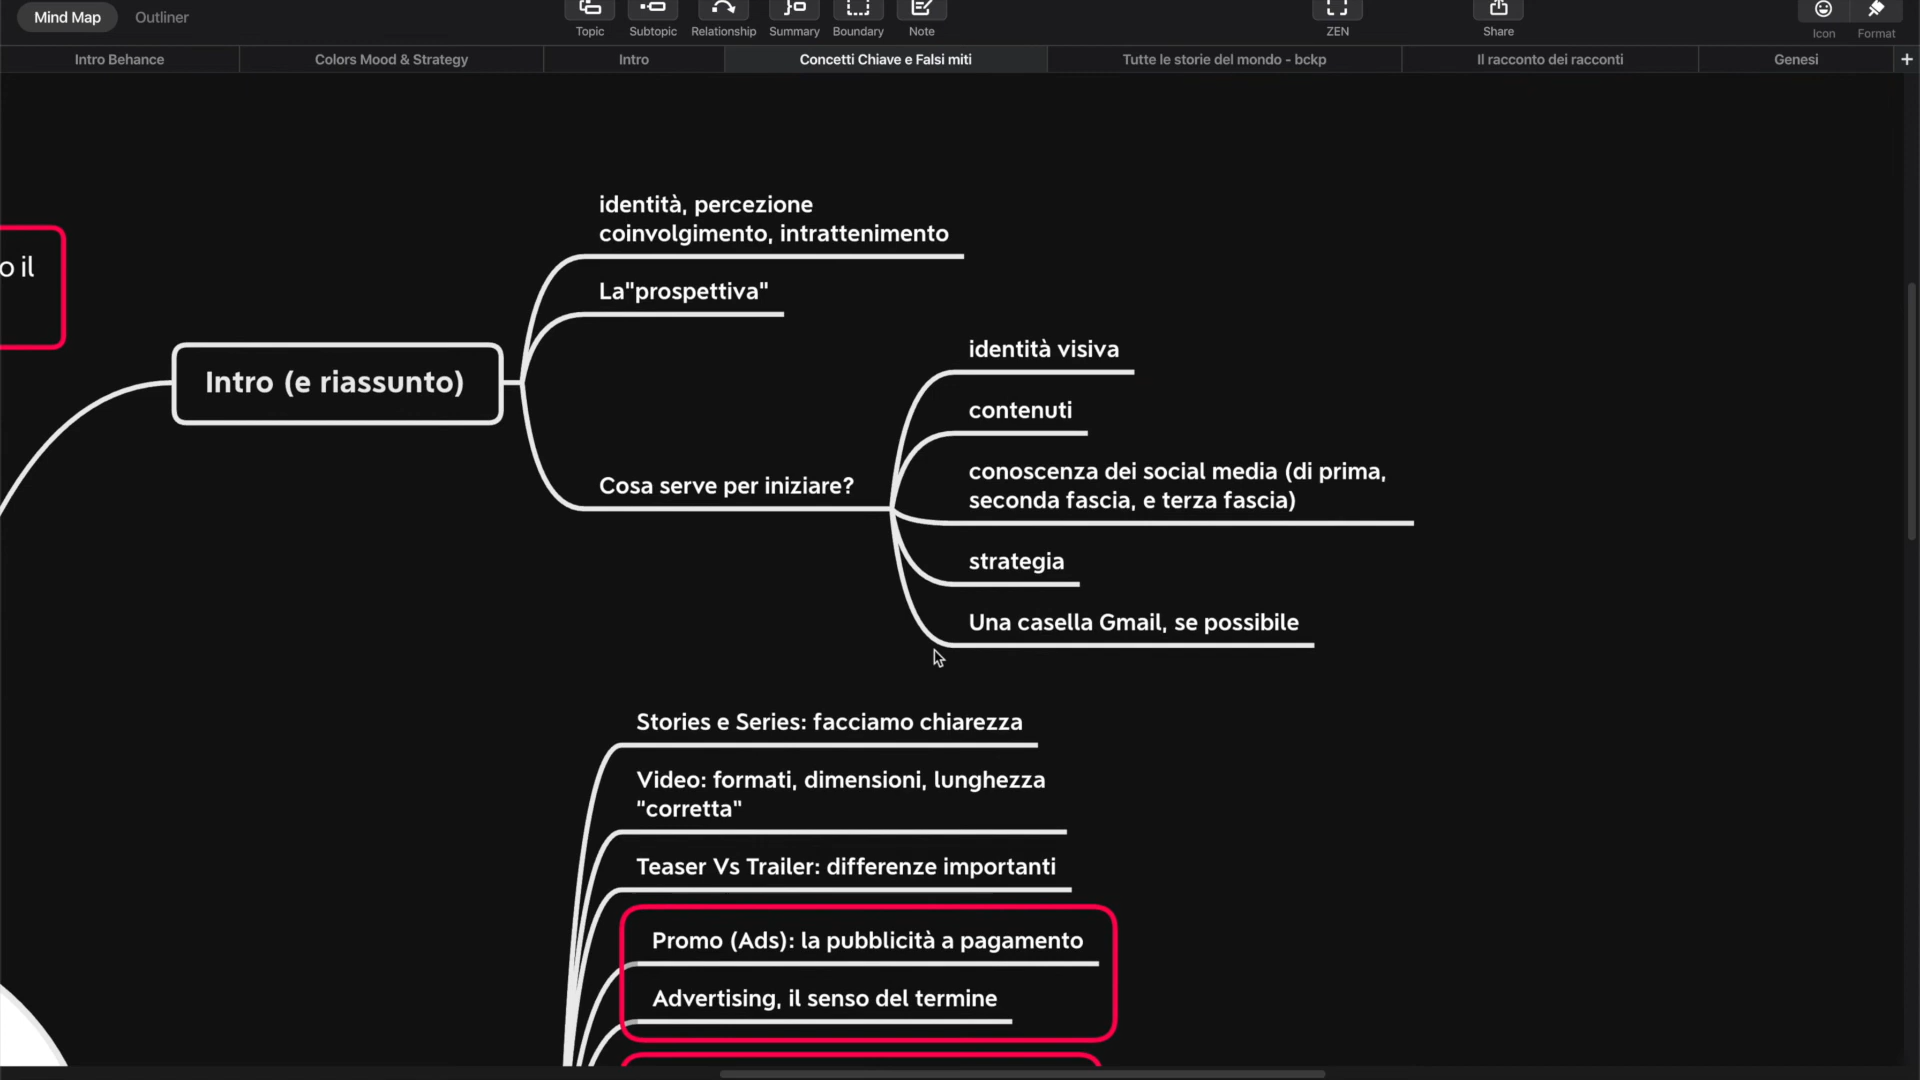 Mind Map
Outliner
Topic
Subtopic
Relationship
Summary
Boundary
Note
ZEN
Share
Icon
Format
Intro Behance
Colors Mood & Strategy
Intro
Concetti Chiave e Falsi miti
Tutte le storie del mondo - bckp
Il racconto dei racconti
Genesi
o il
Intro (e riassunto)
identità, percezione
coinvolgimento, intrattenimento
La"prospettiva"
Cosa serve per iniziare?
identità visiva
contenuti
conoscenza dei social media (di prima,
seconda fascia, e terza fascia)
strategia
Una casella Gmail, se possibile
Stories e Series: facciamo chiarezza
Video: formati, dimensioni, lunghezza
"corretta"
Teaser Vs Trailer: differenze importanti
Promo (Ads): la pubblicità a pagamento
Advertising, il senso del termine